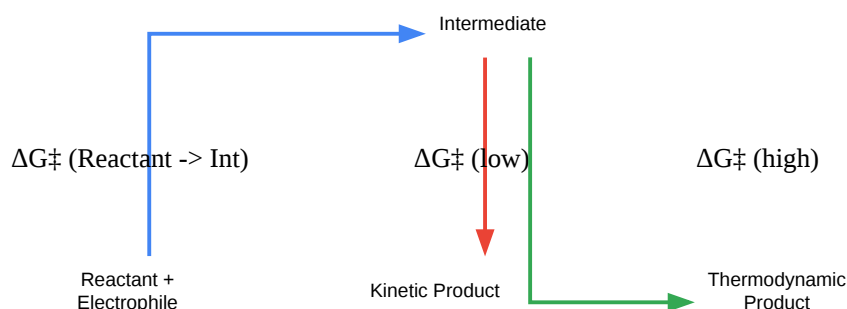 Intermediate
ΔG‡ (Reactant -> Int)
ΔG‡ (low)
ΔG‡ (high)
Reactant +
Electrophile
Kinetic Product
Thermodynamic
Product